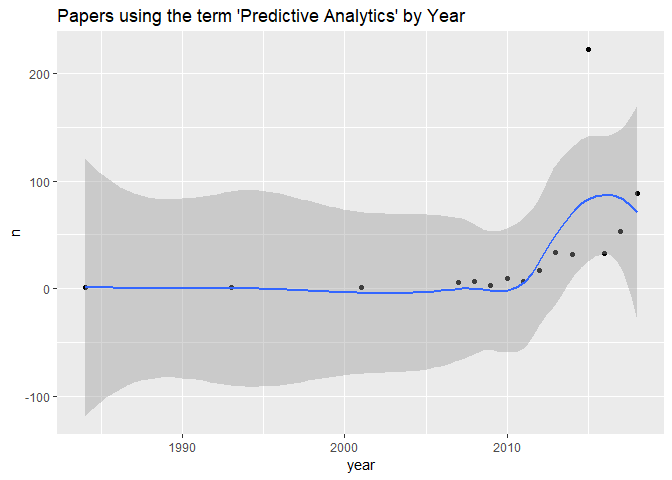 Papers using the term 'Predictive Analytics' by Year
200
100
0
-100
n
1990
2000
2010
year